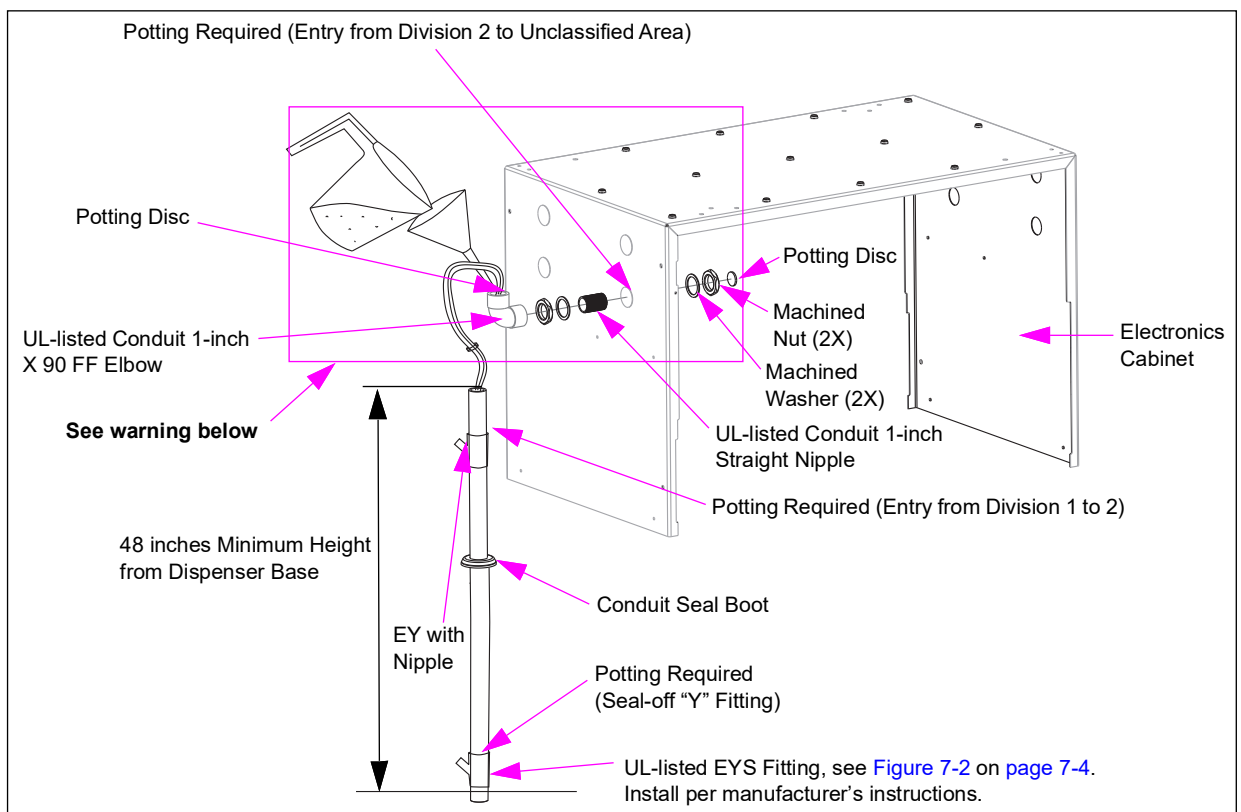 Potting Required (Entry from Division 2 to Unclassified Area)
Potting Disc
UL-listed Conduit 1-inch
X 90 FF Elbow
See warning below
Potting Disc
Machined
Nut (2X)
Machined
Washer (2X)
Electronics
Cabinet
UL-listed Conduit 1-inch
Straight Nipple
Potting Required (Entry from Division 1 to 2)
48 inches Minimum Height
from Dispenser Base
Conduit Seal Boot
EY with
Nipple
Potting Required
(Seal-off “Y” Fitting)
UL-listed EYS Fitting, see Figure 7-2 on page 7-4.
Install per manufacturer’s instructions.